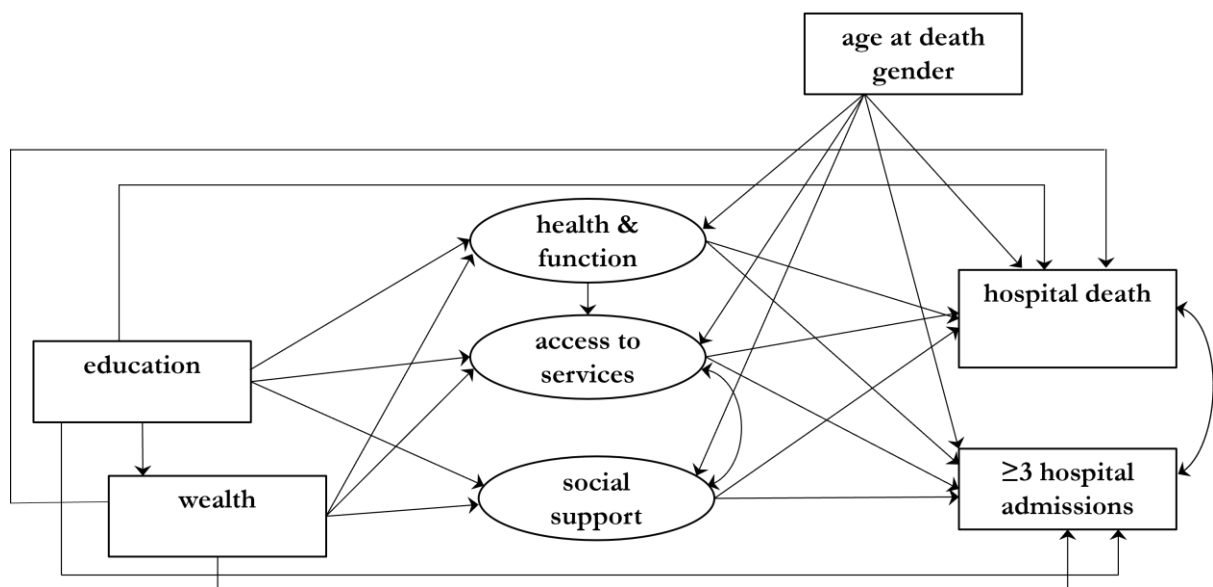 age at death
gender
health &
function
hospital death
access to
services
education
social
support
wealth
≥3 hospital
admissions